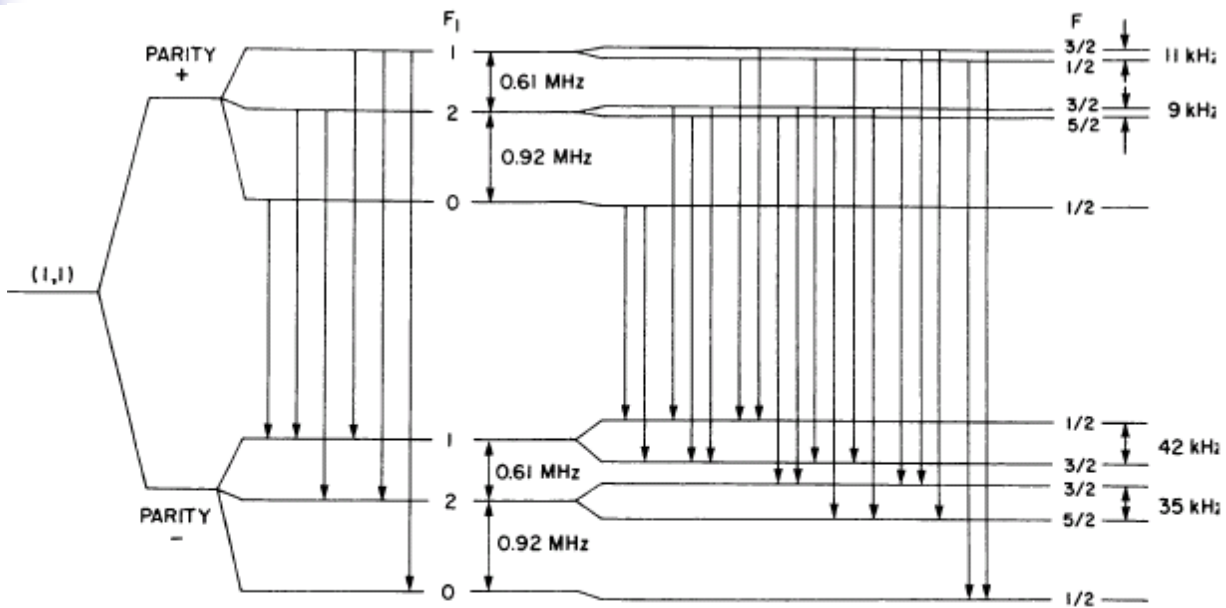 F₁
F
PARITY
+
1
3/2
1/2
11 kHz
0.61 MHz
2
3/2
5/2
9 kHz
0.92 MHz
0
1/2
(1,1)
1
1/2
42 kHz
3/2
0.61 MHz
2
3/2
35 kHz
5/2
PARITY
−
0.92 MHz
0
1/2